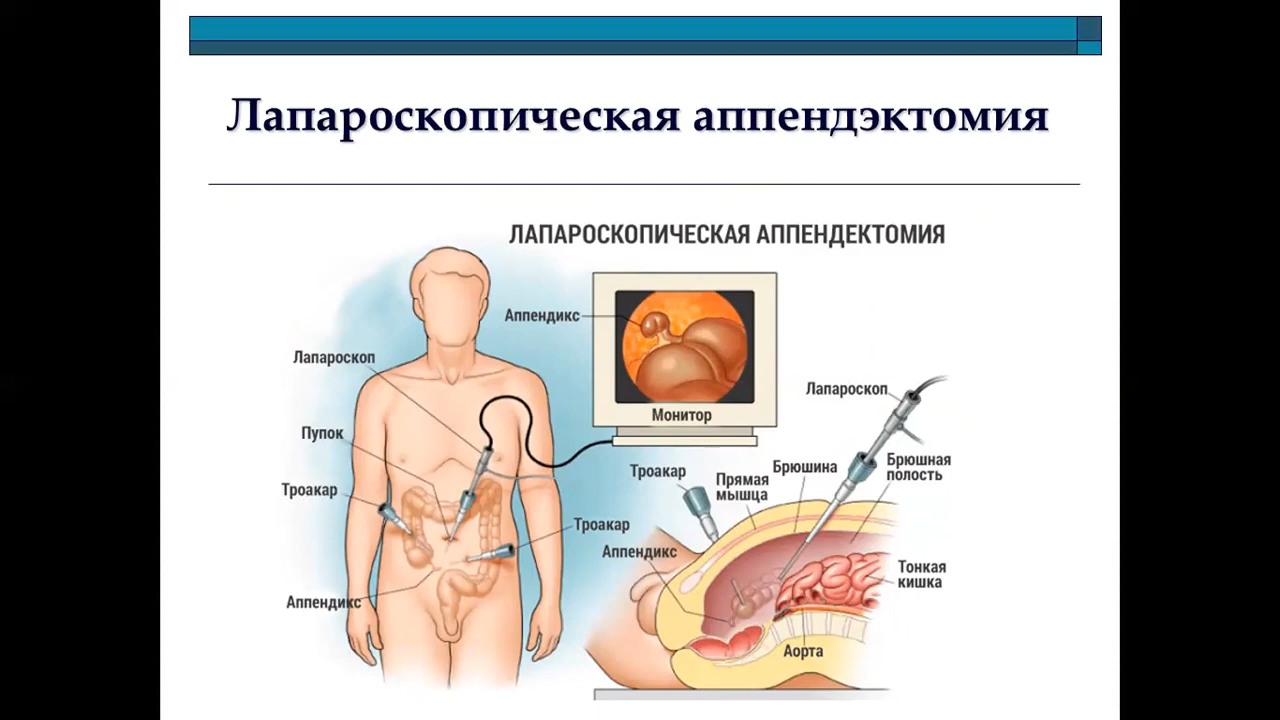 Лапароскопическая аппендэктомия
ЛАПАРОСКОПИЧЕСКАЯ АППЕНДЕКТОМИЯ
Аппендикс
Монитор
Лапароскоп
Пупок
Троакар
Троакар
Аппендикс
Лапароскоп
Троакар
Прямая
мышца
Брюшина
Брюшная
полость
Аппендикс
Тонкая
кишка
Аорта